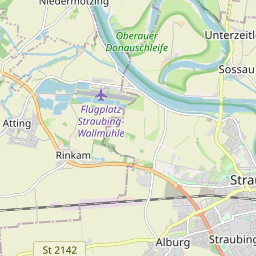 Niedermotzing
Oberauer
Donauschleife
Unterzeitl
Sossau
Flugplatz
Straubing-
Wallmühle
Atting
Rinkam
Strau
St 2142
Alburg
Straubing